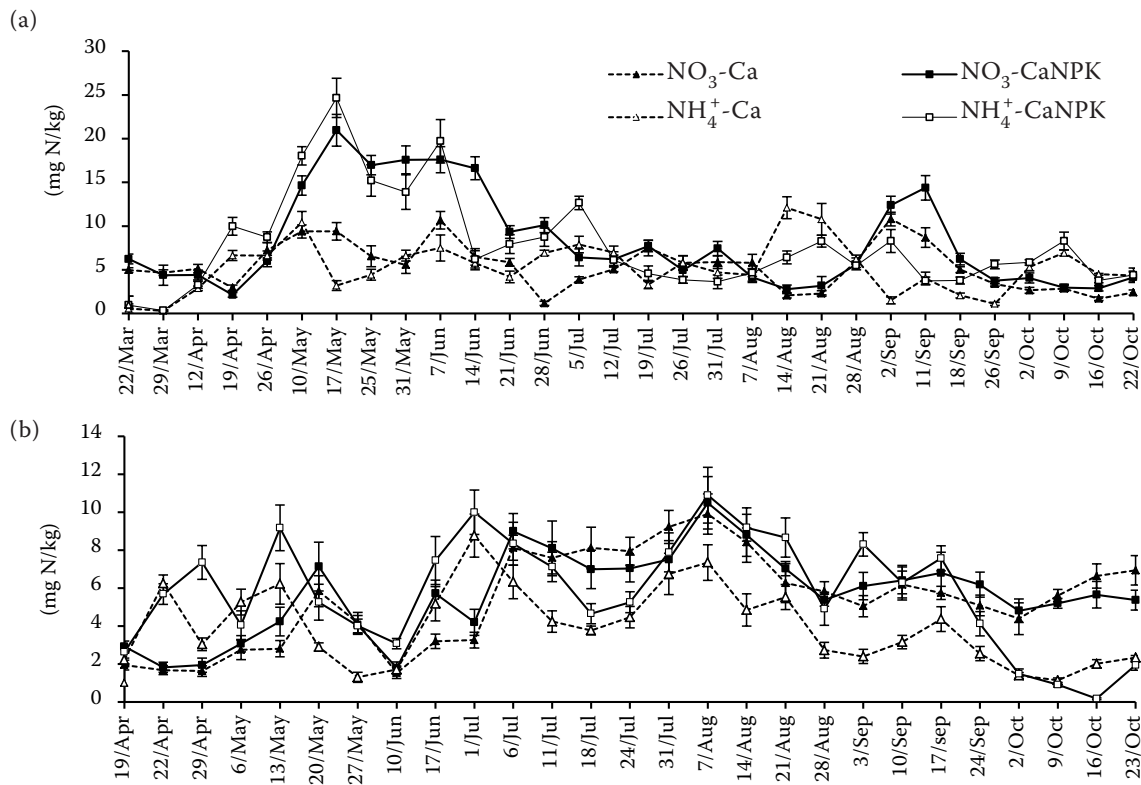 (a)
30
25
20
15
10
5
0
(mg N/kg)
NO3-Ca
NO3-CaNPK
NH4+-Ca
NH4+-CaNPK
22/Mar
29/Mar
12/Apr
19/Apr
26/Apr
10/May
17/May
25/May
31/May
7/Jun
14/Jun
21/Jun
28/Jun
5/Jul
12/Jul
19/Jul
26/Jul
31/Jul
7/Aug
14/Aug
21/Aug
28/Aug
2/Sep
11/Sep
18/Sep
26/Sep
2/Oct
9/Oct
16/Oct
22/Oct
(b)
14
12
10
8
6
4
2
0
(mg N/kg)
19/Apr
22/Apr
29/Apr
6/May
13/May
20/May
27/May
10/Jun
17/Jun
1/Jul
6/Jul
11/Jul
18/Jul
24/Jul
31/Jul
7/Aug
14/Aug
21/Aug
28/Aug
3/Sep
10/Sep
17/sep
24/Sep
2/Oct
9/Oct
16/Oct
23/Oct